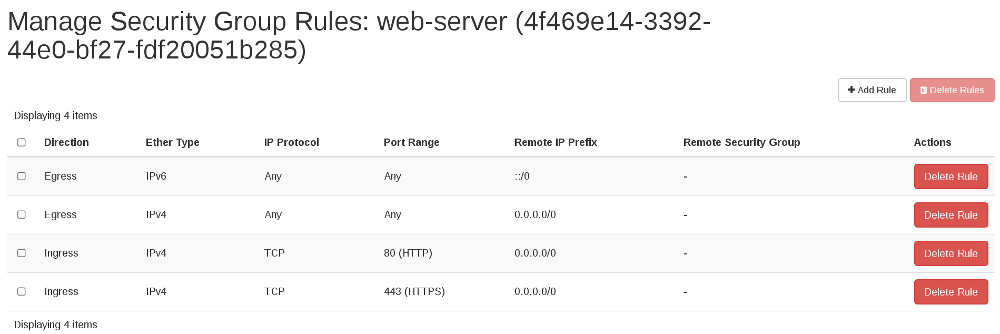 Manage Security Group Rules: web-server (4f469e14-3392-
44e0-bf27-fdf20051b285)
Add Rule Delete Rules
Displaying 4 items
Direction Ether Type IP Protocol Port Range Remote IP Prefix Remote Security Group Actions
Egress IPv6 Any Any ::/0 - Delete Rule
Egress IPv4 Any Any 0.0.0.0/0 - Delete Rule
Ingress IPv4 TCP 80 (HTTP) 0.0.0.0/0 - Delete Rule
Ingress IPv4 TCP 443 (HTTPS) 0.0.0.0/0 - Delete Rule
Displaying 4 items